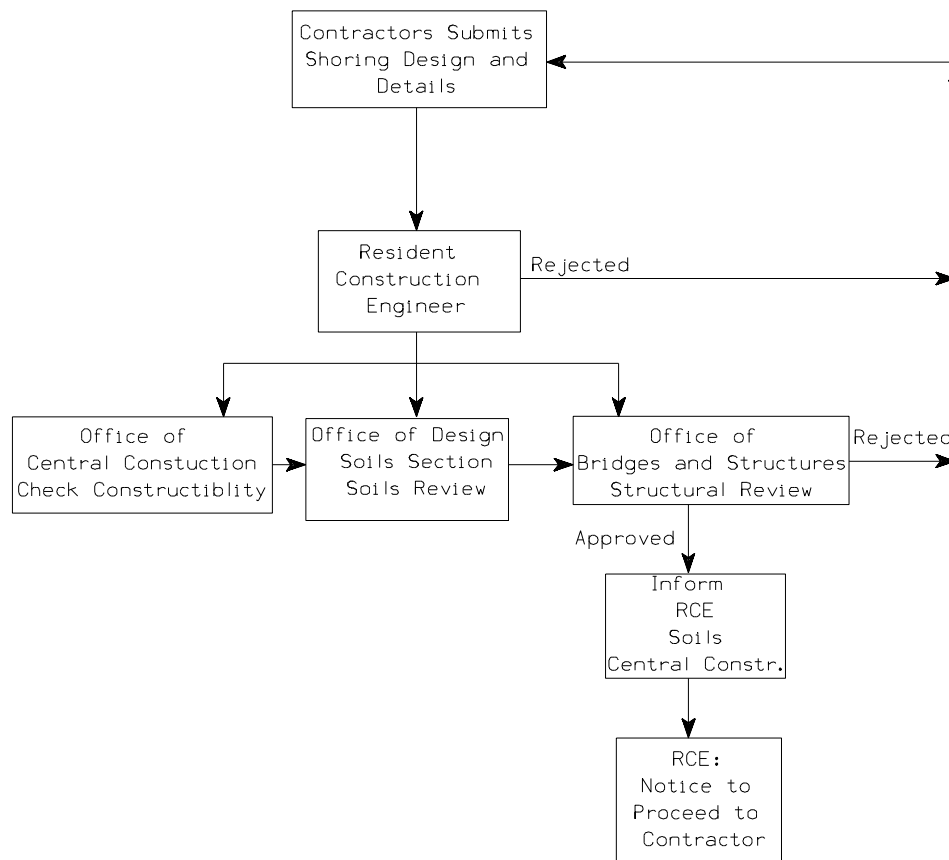 Contractors Submits
Shoring Design and
Details
Resident
Construction
Engineer
Rejected
Office of
Central Constuction
Check Constructiblity
Office of Design
Soils Section
Soils Review
Office of
Bridges and Structures
Structural Review
Rejected
Approved
Inform
RCE
Soils
Central Constr.
RCE:
Notice to
Proceed to
Contractor